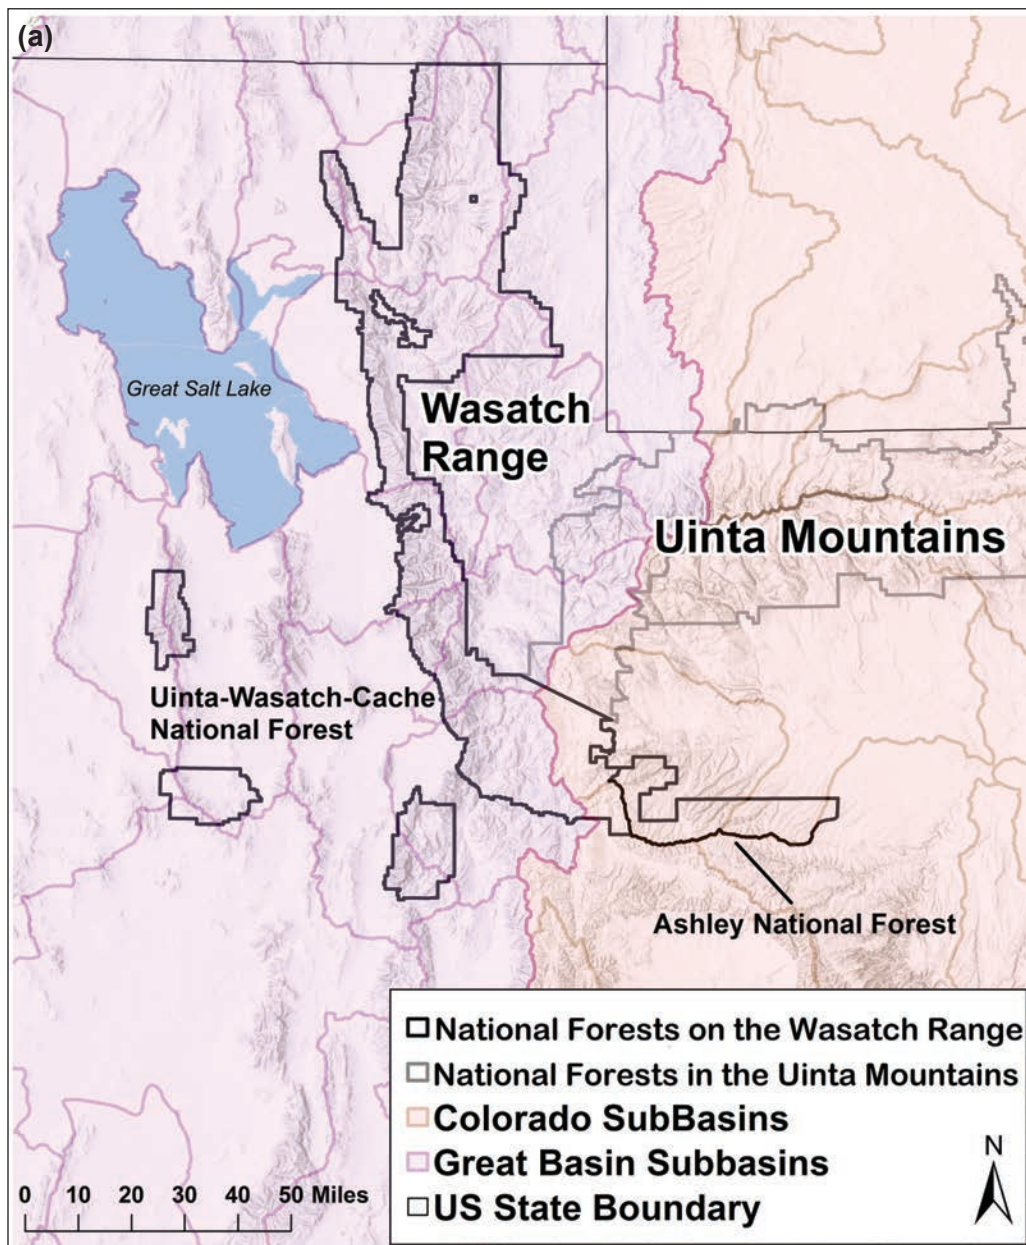 (a)
Great Salt Lake
Wasatch
Range
Uinta Mountains
Uinta-Wasatch-Cache
National Forest
Ashley National Forest
National Forests on the Wasatch Range
National Forests in the Uinta Mountains
Colorado SubBasins
Great Basin Subbasins
US State Boundary
N
0 10 20 30 40 50 Miles